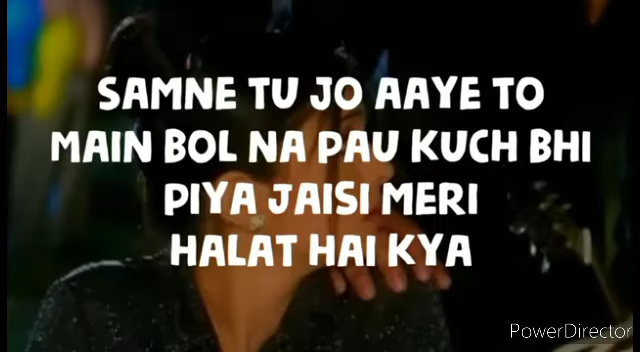 SAMNE TU JO AAYE TO
MAIN BOL NA PAU KUCH BHI
PIYA JAISI MERI
HALAT HAI KYA
PowerDirector